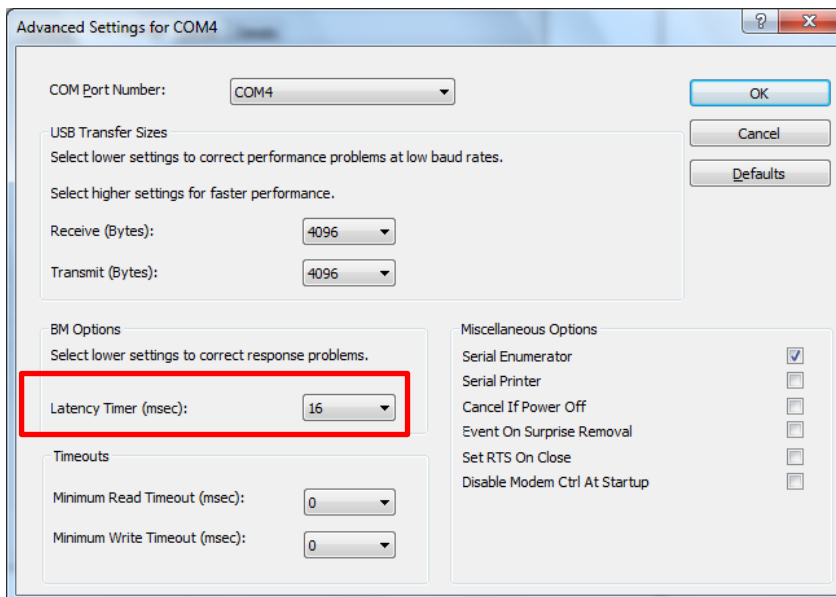 Advanced Settings for COM4
COM Port Number:
COM4
OK
USB Transfer Sizes
Cancel
Select lower settings to correct performance problems at low baud rates.
Defaults
Select higher settings for faster performance.
Receive (Bytes):
4096
Transmit (Bytes):
4096
BM Options
Select lower settings to correct response problems.
Latency Timer (msec):
16
Miscellaneous Options
Serial Enumerator
Serial Printer
Cancel If Power Off
Event On Surprise Removal
Set RTS On Close
Disable Modem Ctrl At Startup
Timeouts
Minimum Read Timeout (msec):
0
Minimum Write Timeout (msec):
0